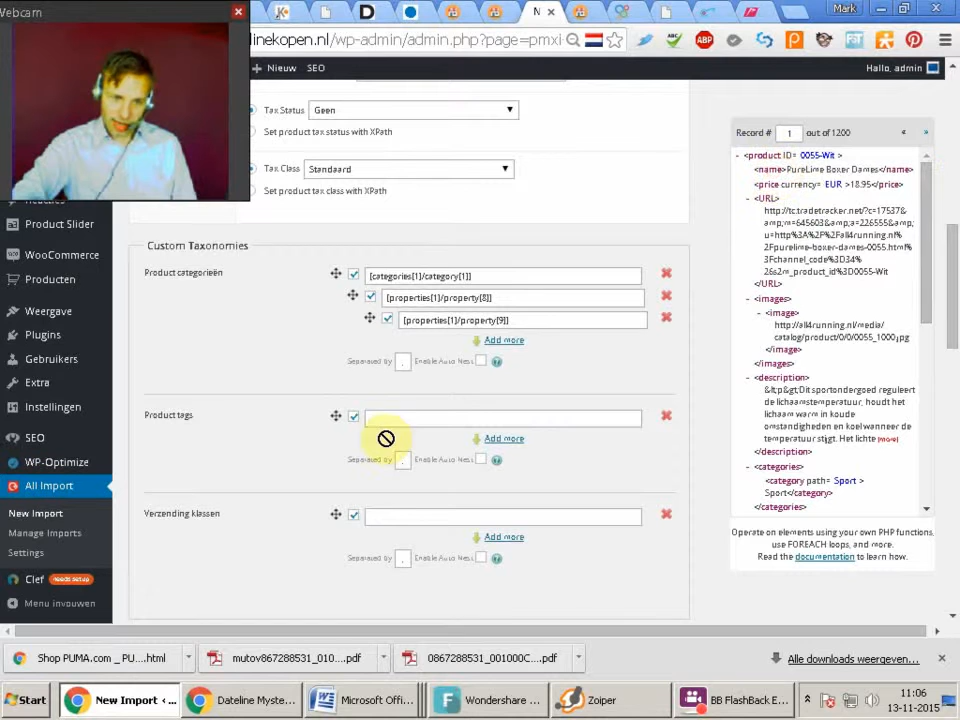 Webcam
N
Mark
linekopen.nl/wp-admin/admin.php?page=pmxi
ABP
Nieuw SEO
Hallo, admin
Tax Status Geen
Set product tax status with XPath
Tax Class Standaard
Set product tax class with XPath
Product Slider
WooCommerce
Producten
Weergave
Plugins
Gebruikers
Extra
Instellingen
SEO
WP-Optimize
All Import
New Import
Manage Imports
Settings
Clef needs setup
Menu invouwen
Custom Taxonomies
Product categorieën
{categories[1]/category[1]}
{properties[1]/property[8]}
{properties[1]/property[9]}
Add more
Separated by , Enable Auto Nest
Product tags
Add more
Separated by , Enable Auto Nest
Verzending klassen
Add more
Separated by , Enable Auto Nest
Record # 1 out of 1200 « »
- <product ID= 0055-Wit >
<name>PureLime Boxer Dames</name>
<price currency= EUR >18.95</price>
- <URL>
http://tc.tradetracker.net/?c=17537&
amp;m=645603&amp;a=226555&a
mp;u=http%3A%2F%2Fall4running.nl%
2Fpurelime-boxer-dames-0055.html%
3Fchannel_code%3D34%
26s2m_product_id%3D0055-Wit
</URL>
- <images>
- <image>
http://all4running.nl/media/
catalog/product/0/0/0055_1000.jpg
</image>
</images>
- <description>
&lt;p&gt;Dit sportondergoed reguleert
de lichaamstemperatuur, houdt het
lichaam warm in koude
omstandigheden en koel wanneer de
temperatuur stijgt. Het lichte [more]
</description>
- <categories>
<category path= Sport >
Sport</category>
</categories>
Operate on elements using your own PHP functions,
use FOREACH loops, and more.
Read the documentation to learn how.
Shop PUMA.com _ PU....html
mutov867288531_010....pdf
0867288531_001000C....pdf
Alle downloads weergeven...
Start
New Import ‹ ...
Dateline Myste...
Microsoft Offi...
Wondershare ...
Zoiper
BB FlashBack E...
11:06
13-11-2015